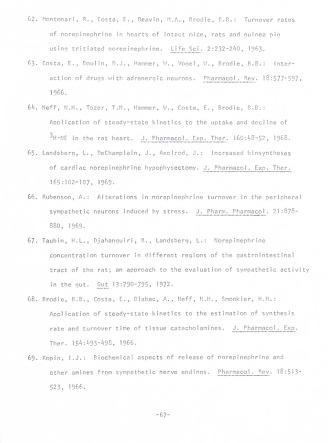 62. Montanari, R., Costa, E., Beaven, M.A., Brodie, B.B.: Turnover rates
of norepinephrine in hearts of intact mice, rats and guinea pig
using tritiated norepinephrine. Life Sci. 2:232-240, 1963.
63. Costa, E., Boullin, D.J., Hammer, W., Vogel, W., Brodie, B.B.: Inter-
action of drugs with adrenergic neurons. Pharmacol. Rev. 18:577-597,
1966.
64. Neff, N.H., Tozer, T.N., Hammer, W., Costa, E., Brodie, B.B.:
Application of steady-state kinetics to the uptake and decline of
3H-NE in the rat heart. J. Pharmacol. Exp. Ther. 160:48-52, 1968.
65. Landsberg, L., DeChamplain, J., Axelrod, J.: Increased biosynthesis
of cardiac norepinephrine hypophysectomy. J. Pharmacol. Exp. Ther.
165:102-107, 1969.
66. Rubenson, A.: Alterations in norepinephrine turnover in the peripheral
sympathetic neurons induced by stress. J. Pharm. Pharmacol. 21:878-
880, 1969.
67. Taubin, H.L., Djahanguiri, B., Landsberg, L.: Norepinephrine
concentration turnover in different regions of the gastrointestinal
tract of the rat; an approach to the evaluation of sympathetic activity
in the gut. Gut 13:790-795, 1972.
68. Brodie, B.B., Costa, E., Dlabac, A., Neff, N.H., Smookler, H.H.:
Application of steady-state kinetics to the estimation of synthesis
rate and turnover time of tissue catecholamines. J. Pharmacol. Exp.
Ther. 154:493-498, 1966.
69. Kopin, I.J.: Biochemical aspects of release of norepinephrine and
other amines from sympathetic nerve endings. Pharmacol. Rev. 18:513-
523, 1966.
-67-